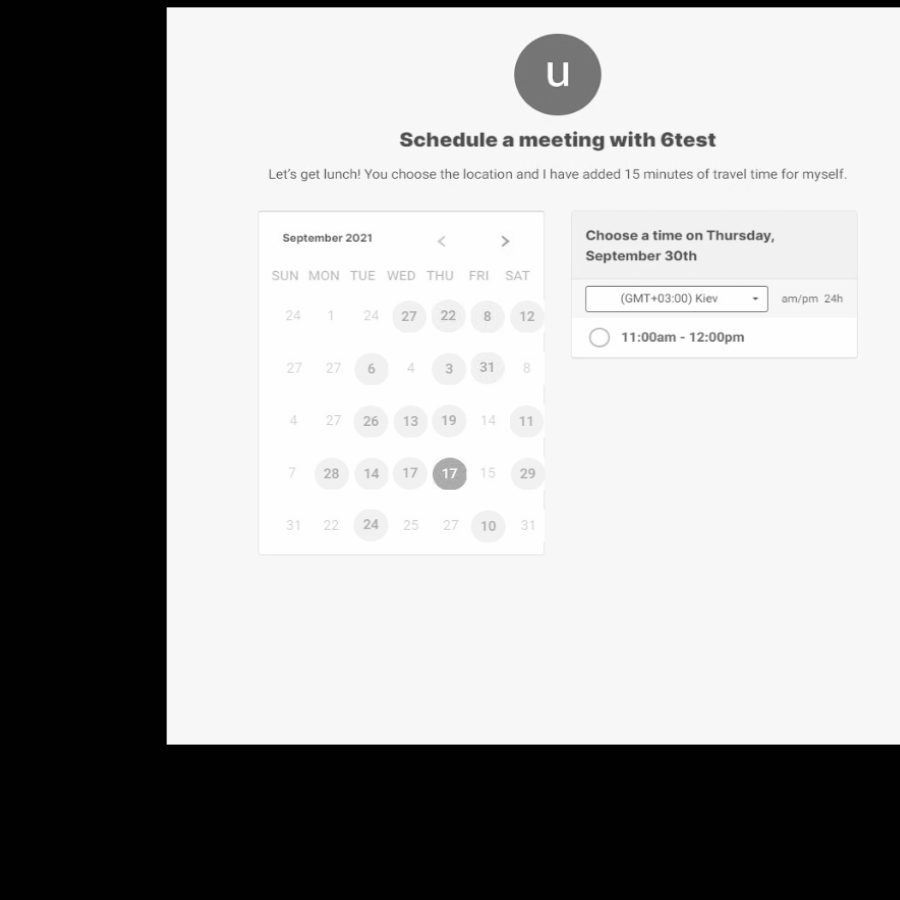 u
Schedule a meeting with 6test
Let's get lunch! You choose the location and I have added 15 minutes of travel time for myself.
September 2021 < >
SUN MON TUE WED THU FRI SAT
24 1 24 27 22 8 12
27 27 6 4 3 31 8
4 27 26 13 19 14 11
7 28 14 17 17 15 29
31 22 24 25 27 10 31
Choose a time on Thursday,
September 30th
(GMT+03:00) Kiev am/pm 24h
11:00am - 12:00pm